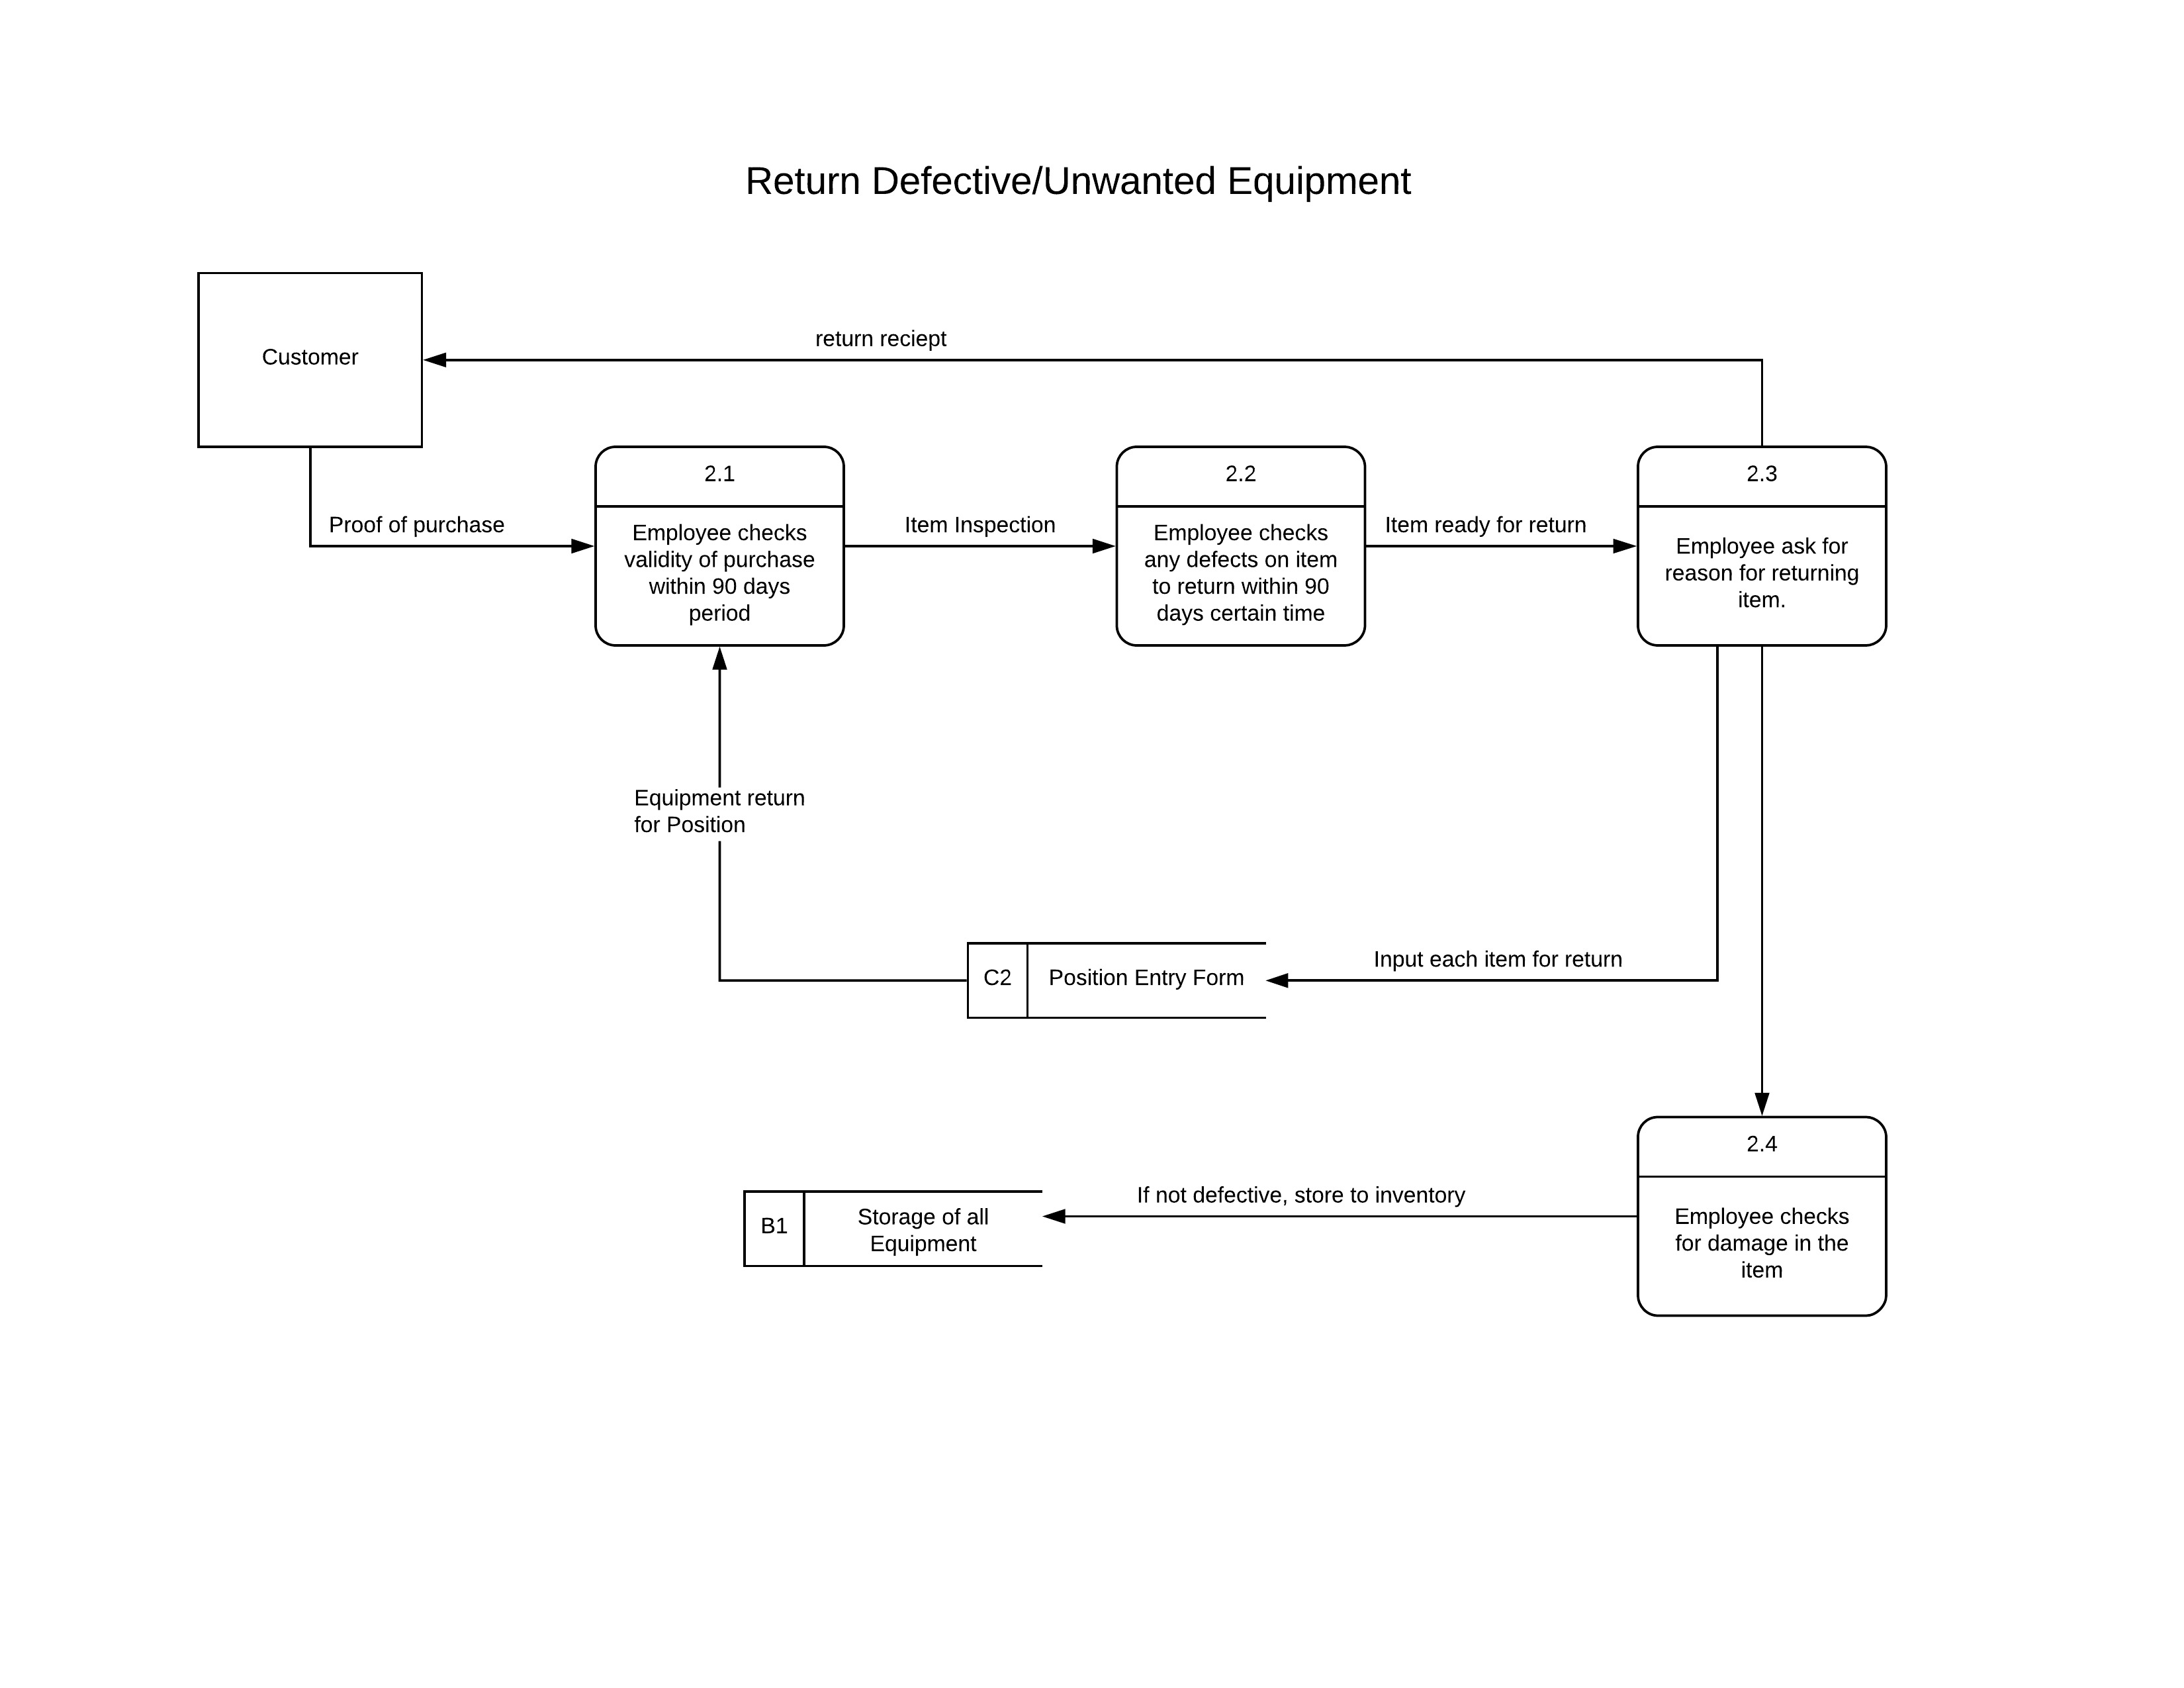 Return Defective/Unwanted Equipment
return reciept
Customer
2.1
2.2
2.3
Proof of purchase
Item Inspection
Item ready for return
Employee checks
validity of purchase
within 90 days
period
Employee checks
any defects on item
to return within 90
days certain time
Employee ask for
reason for returning
item.
Equipment return
for Position
Input each item for return
C2
Position Entry Form
2.4
If not defective, store to inventory
B1
Storage of all
Equipment
Employee checks
for damage in the
item